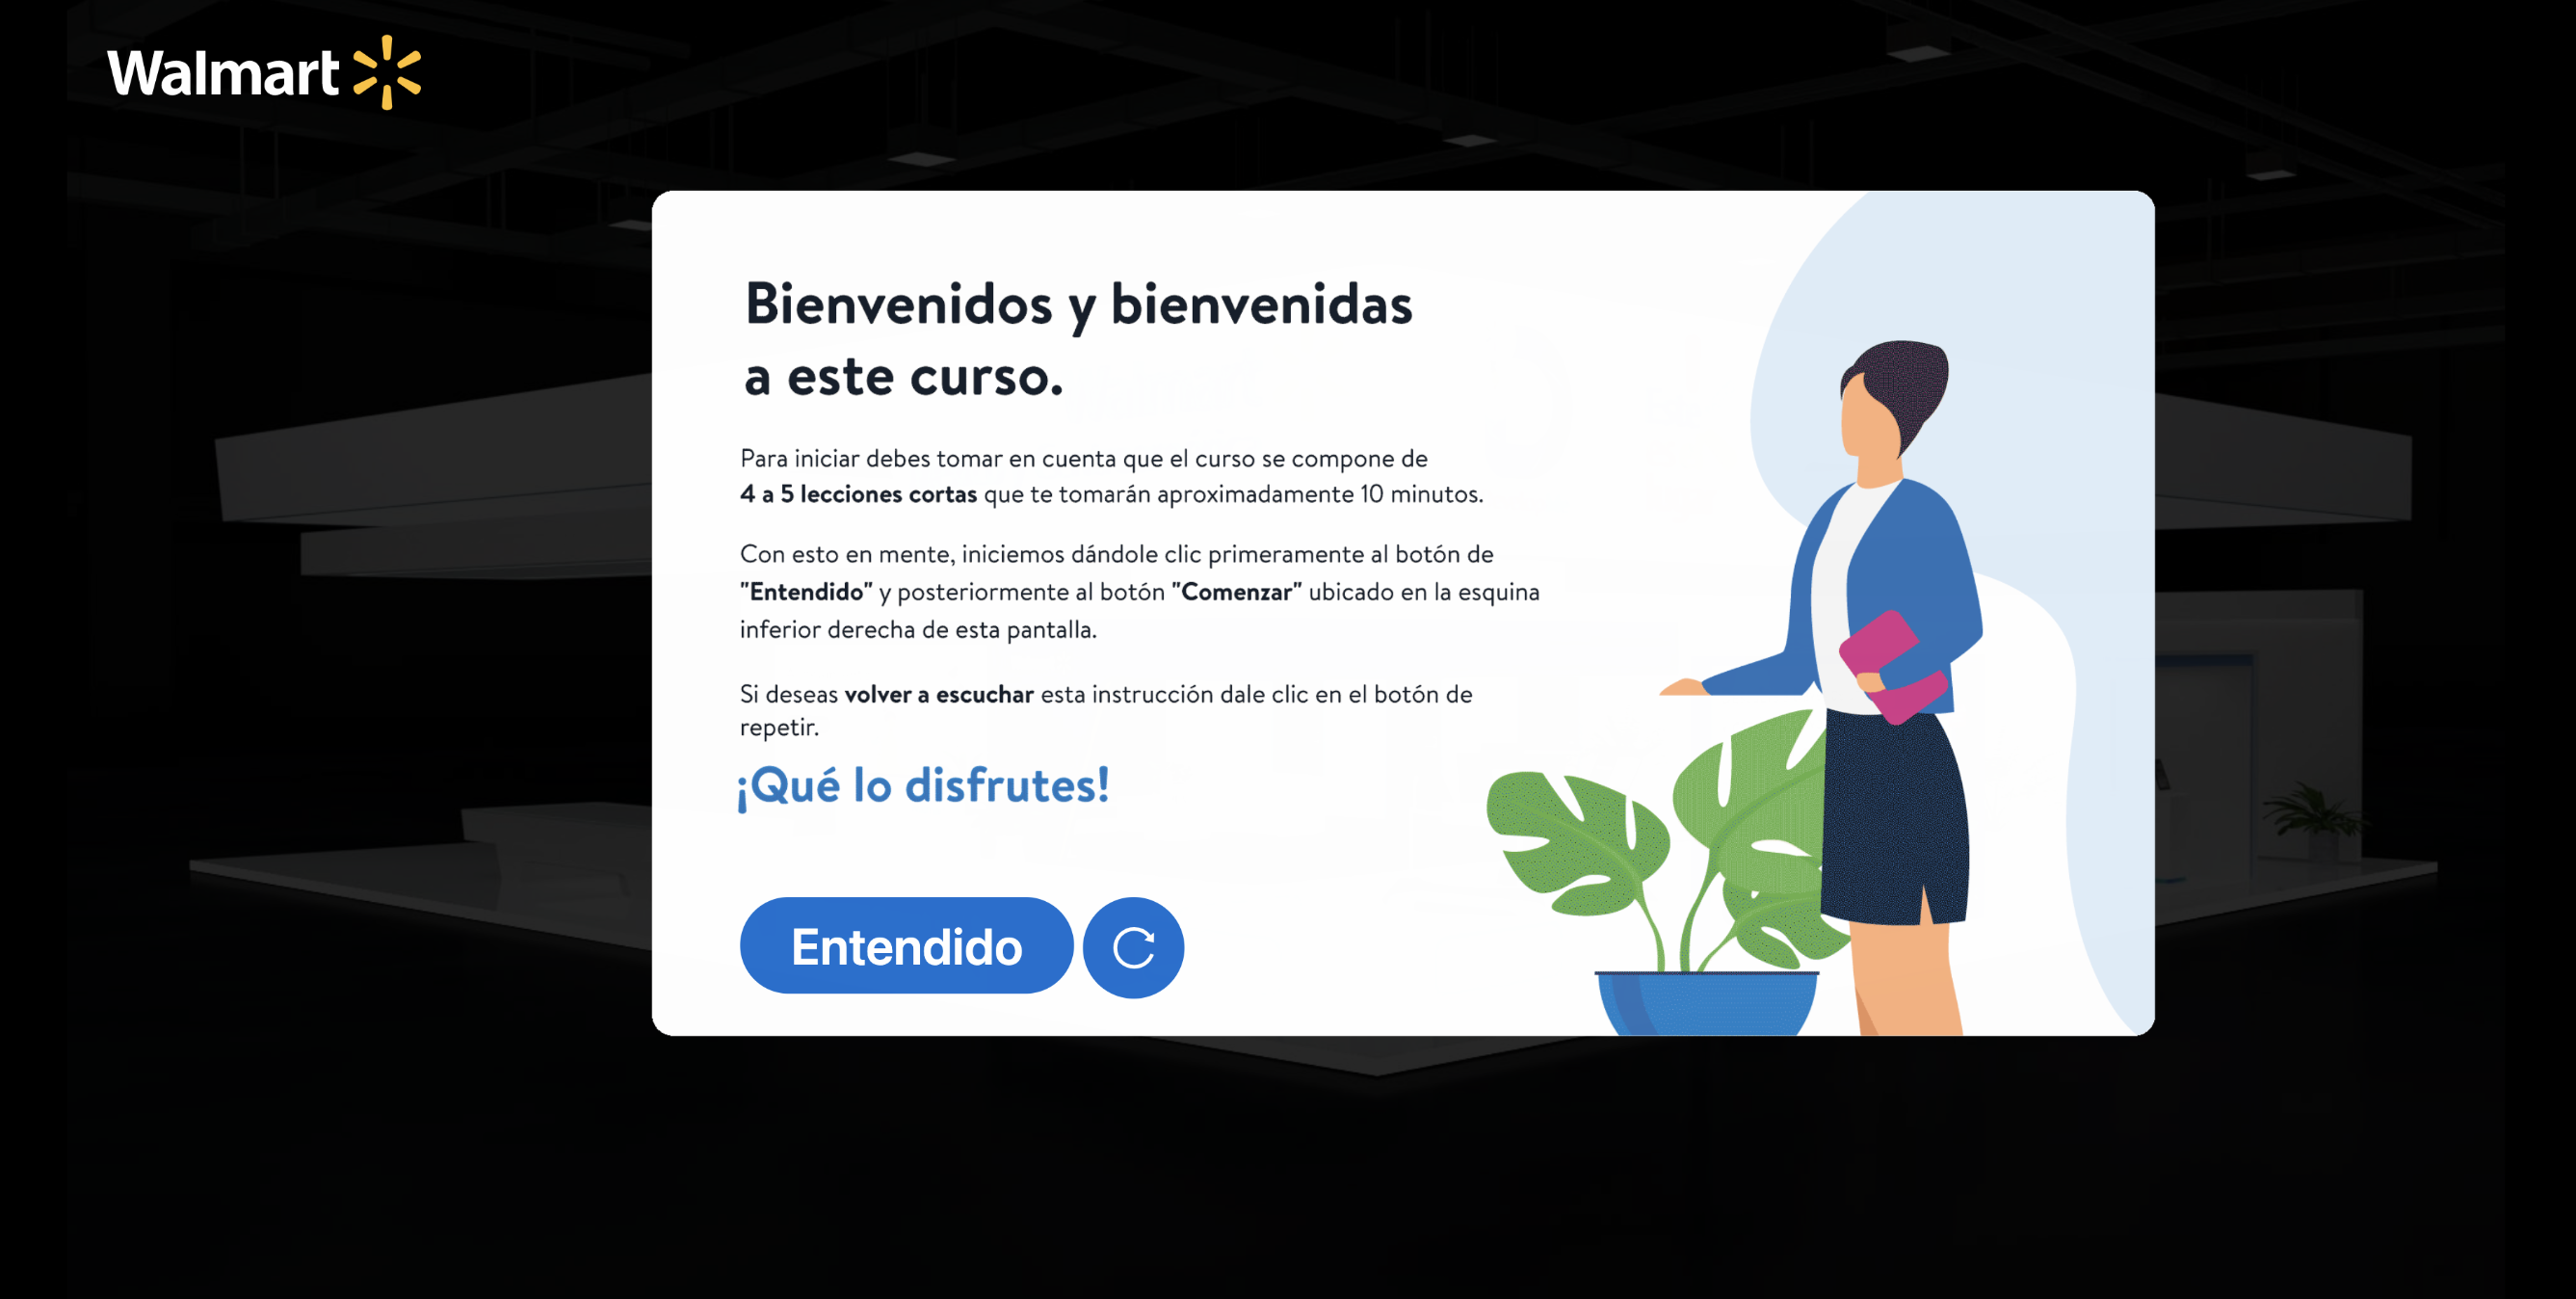 Walmart
Bienvenidos y bienvenidas
a este curso.
Para iniciar debes tomar en cuenta que el curso se compone de
4 a 5 lecciones cortas que te tomarán aproximadamente 10 minutos.
Con esto en mente, iniciemos dándole clic primeramente al botón de
"Entendido" y posteriormente al botón "Comenzar" ubicado en la esquina
inferior derecha de esta pantalla.
Si deseas volver a escuchar esta instrucción dale clic en el botón de
repetir.
¡Qué lo disfrutes!
Entendido